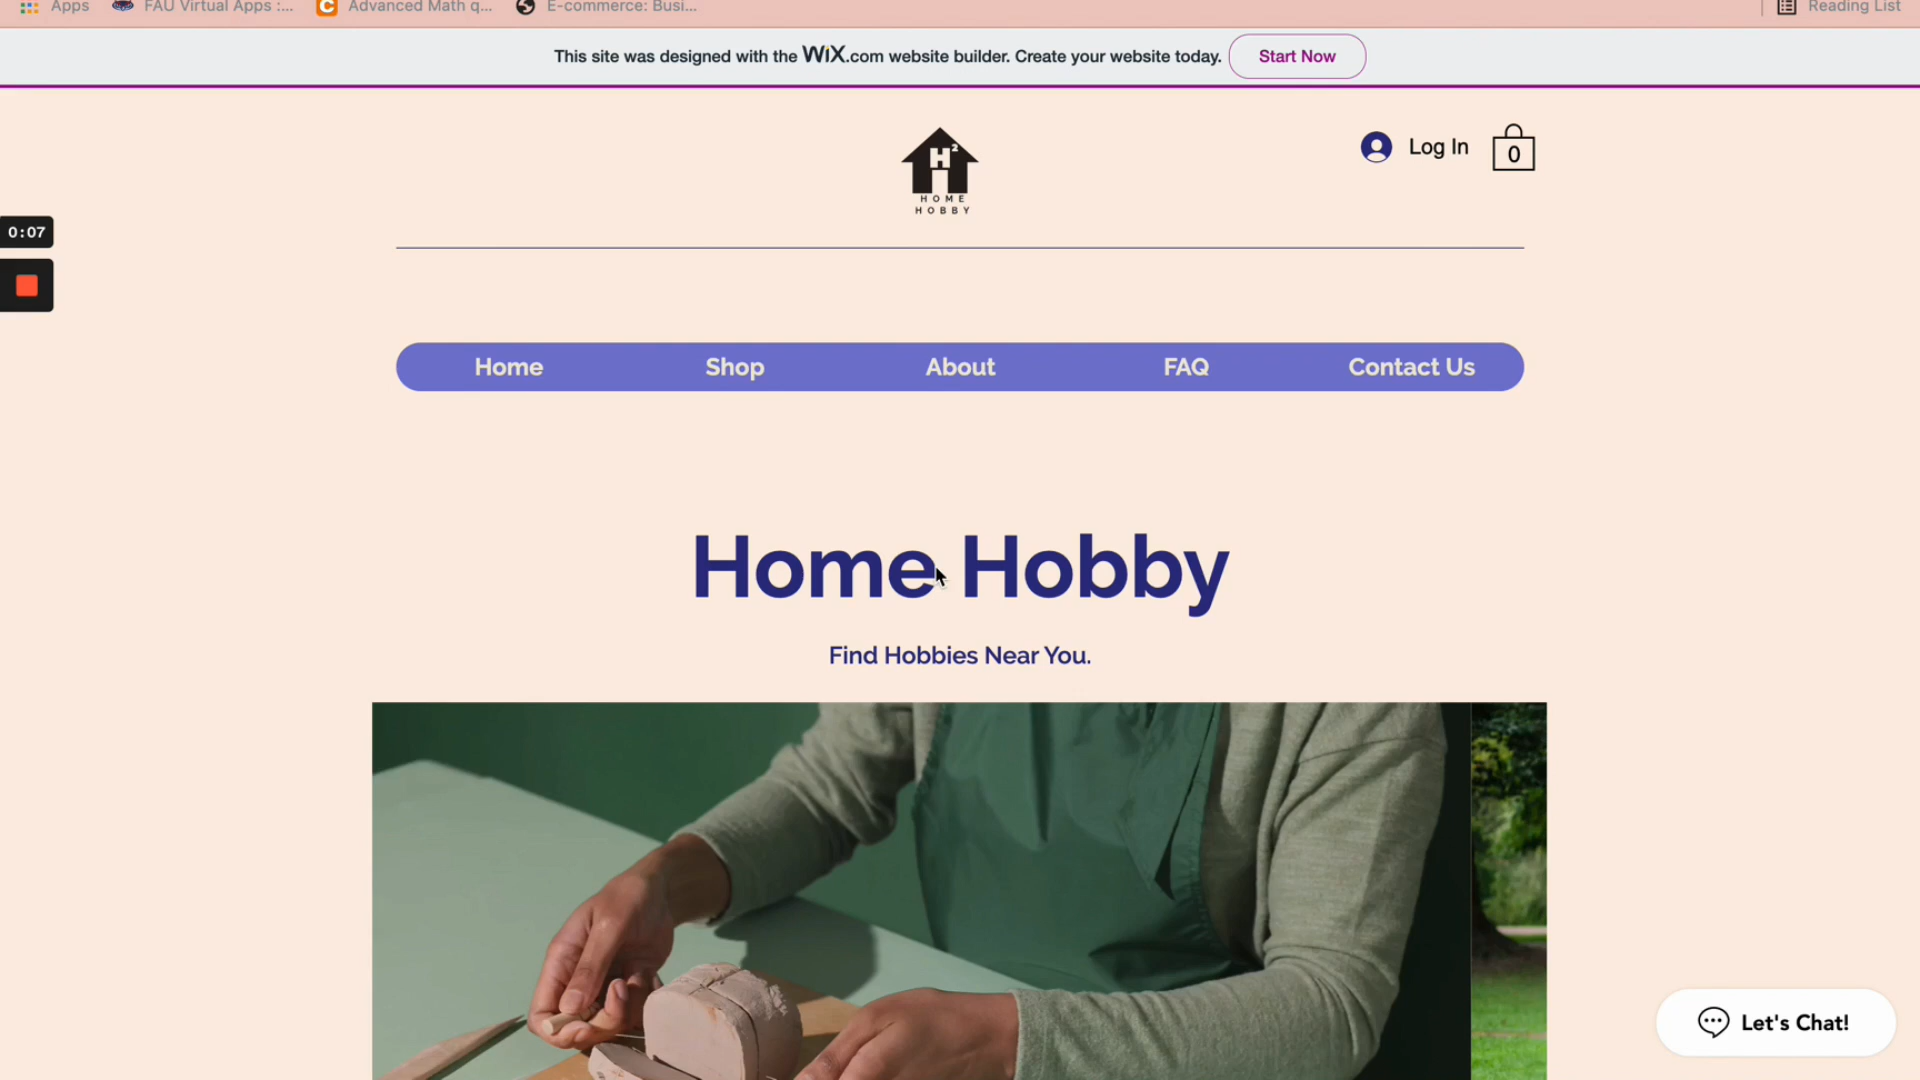 Apps FAU Virtual Apps :... Advanced Math q... E-commerce: Busi... Reading List
This site was designed with the WiX.com website builder. Create your website today. Start Now
H²
HOME
HOBBY
Log In
0
0:07
Home Shop About FAQ Contact Us
Home Hobby
Find Hobbies Near You.
Let's Chat!